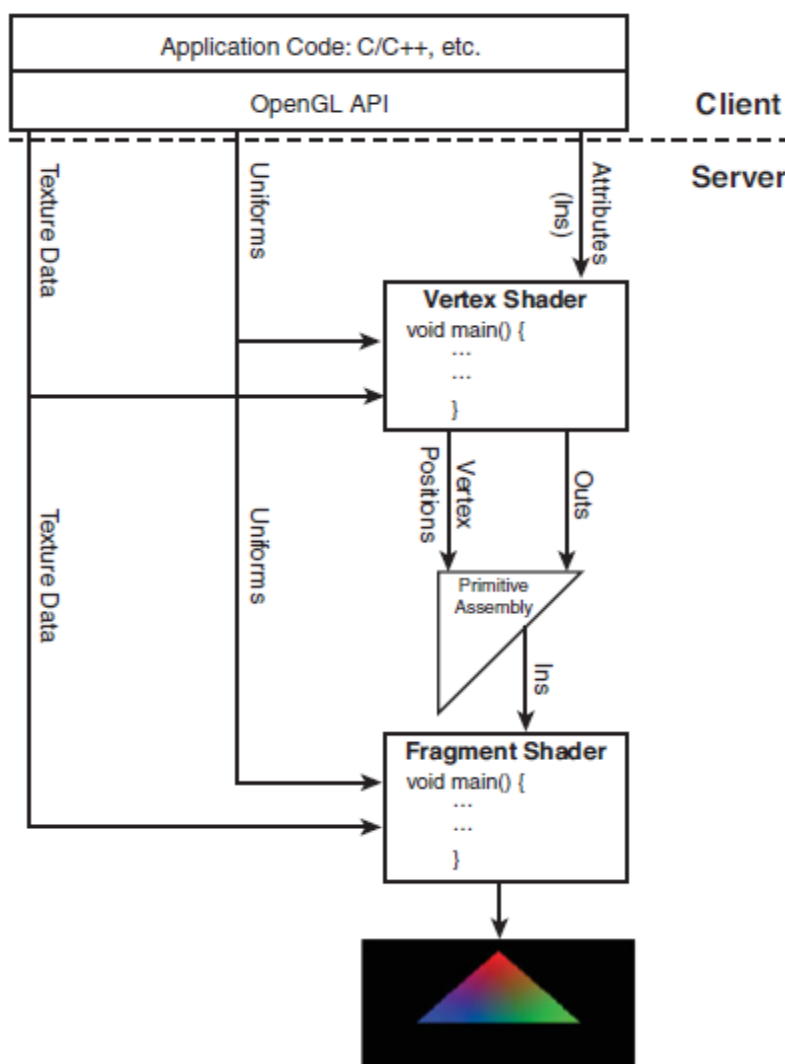 Application Code: C/C++, etc.
OpenGL API
Client
Server
Texture Data
Uniforms
Attributes
(Ins)
Vertex Shader
void main() {
...
...
}
Texture Data
Uniforms
Vertex
Positions
Outs
Primitive
Assembly
Ins
Fragment Shader
void main() {
...
...
}